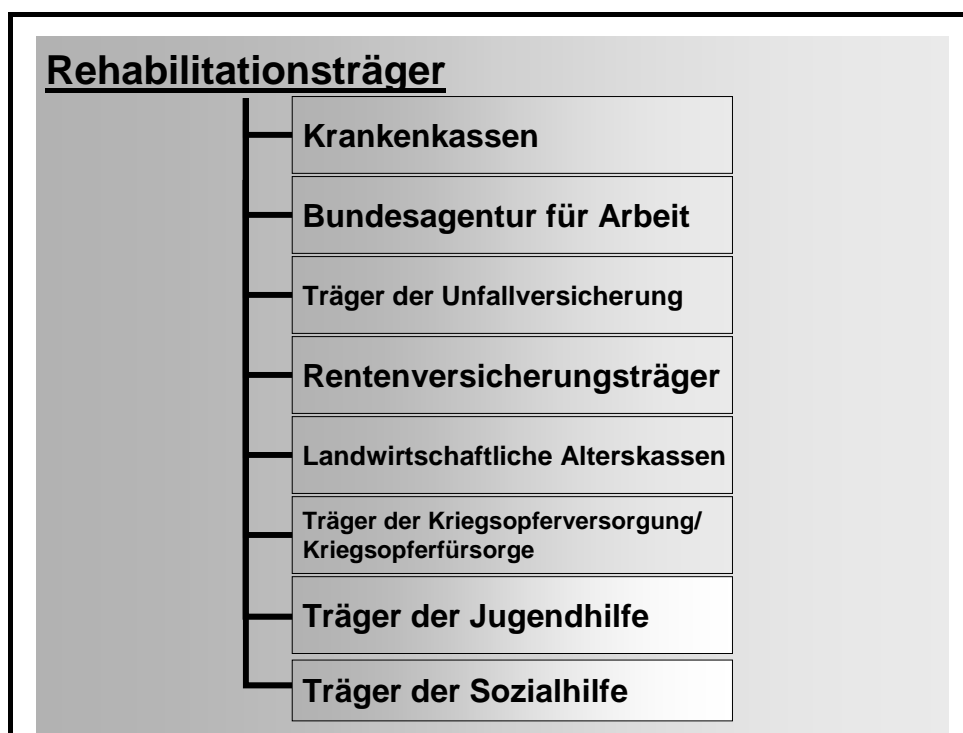 Rehabilitationsträger
Krankenkassen
Bundesagentur für Arbeit
Träger der Unfallversicherung
Rentenversicherungsträger
Landwirtschaftliche Alterskassen
Träger der Kriegsopferversorgung/
Kriegsopferfürsorge
Träger der Jugendhilfe
Träger der Sozialhilfe